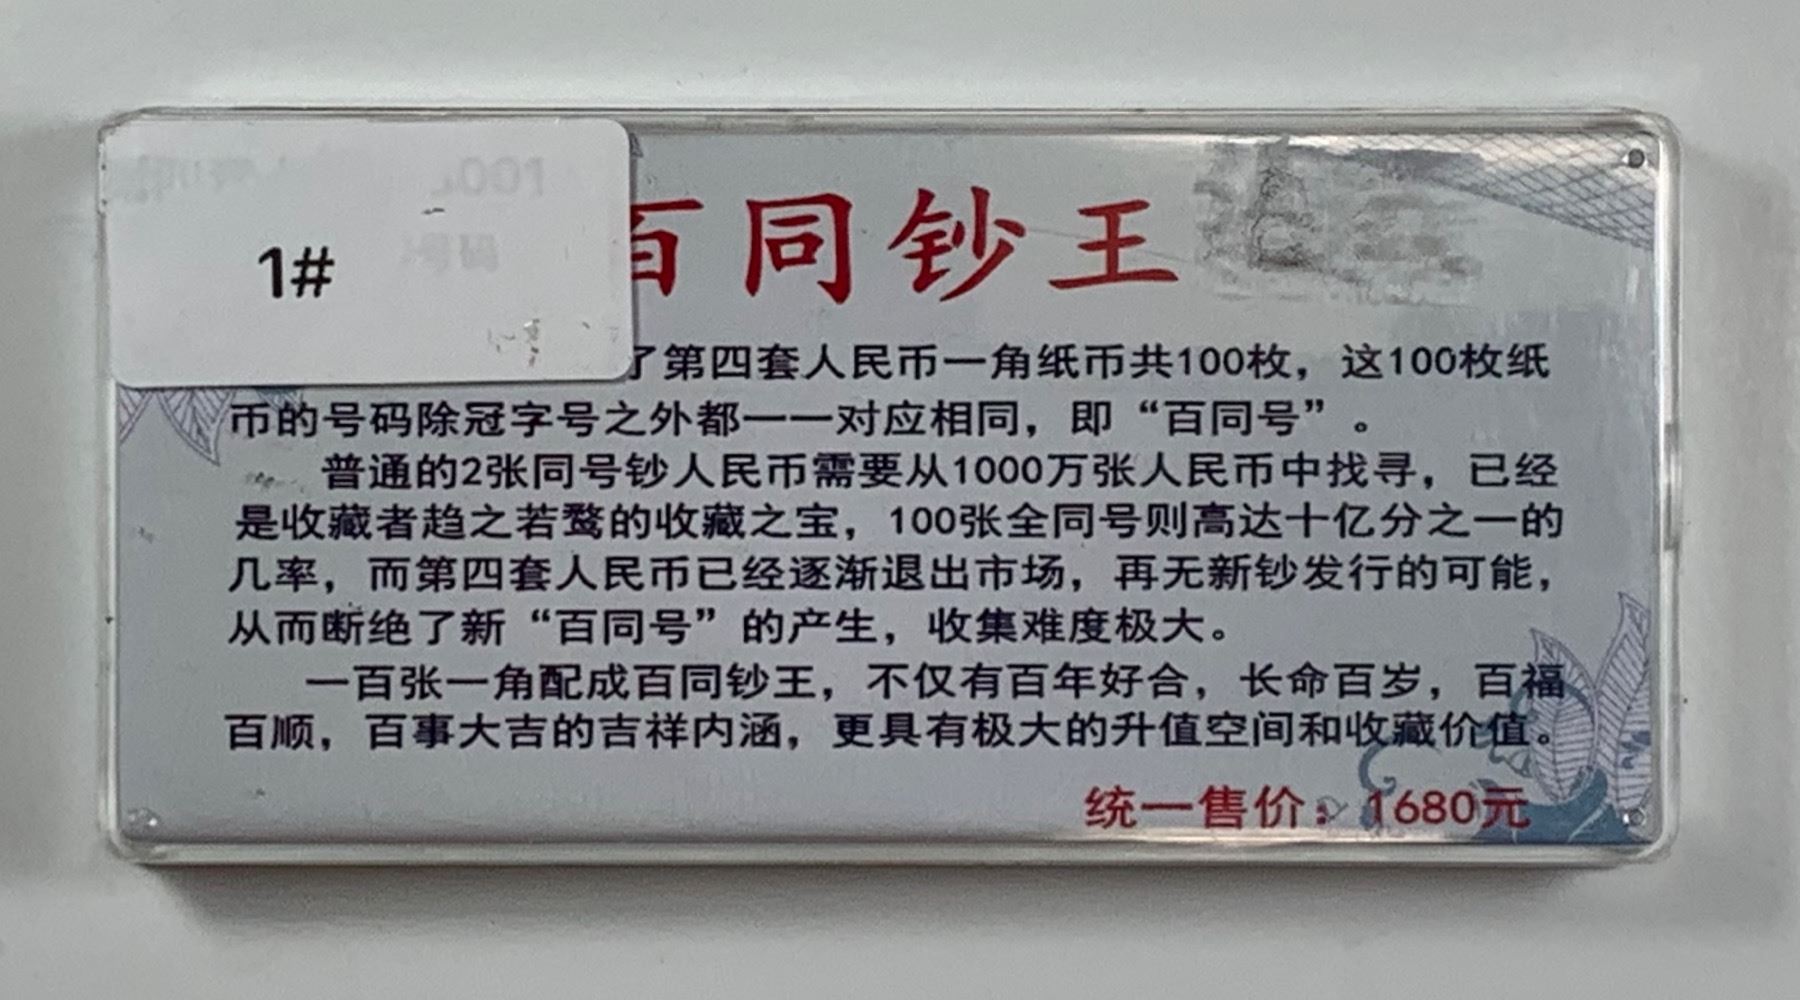 1#
百同钞王
了第四套人民币一角纸币共100枚，这100枚纸
币的号码除冠字号之外都一一对应相同，即“百同号”。
普通的2张同号钞人民币需要从1000万张人民币中找寻，已经
是收藏者趋之若鹜的收藏之宝，100张全同号则高达十亿分之一的
几率，而第四套人民币已经逐渐退出市场，再无新钞发行的可能，
从而断绝了新“百同号”的产生，收集难度极大。
一百张一角配成百同钞王，不仅有百年好合，长命百岁，百福
百顺，百事大吉的吉祥内涵，更具有极大的升值空间和收藏价值。
统一售价：1680元